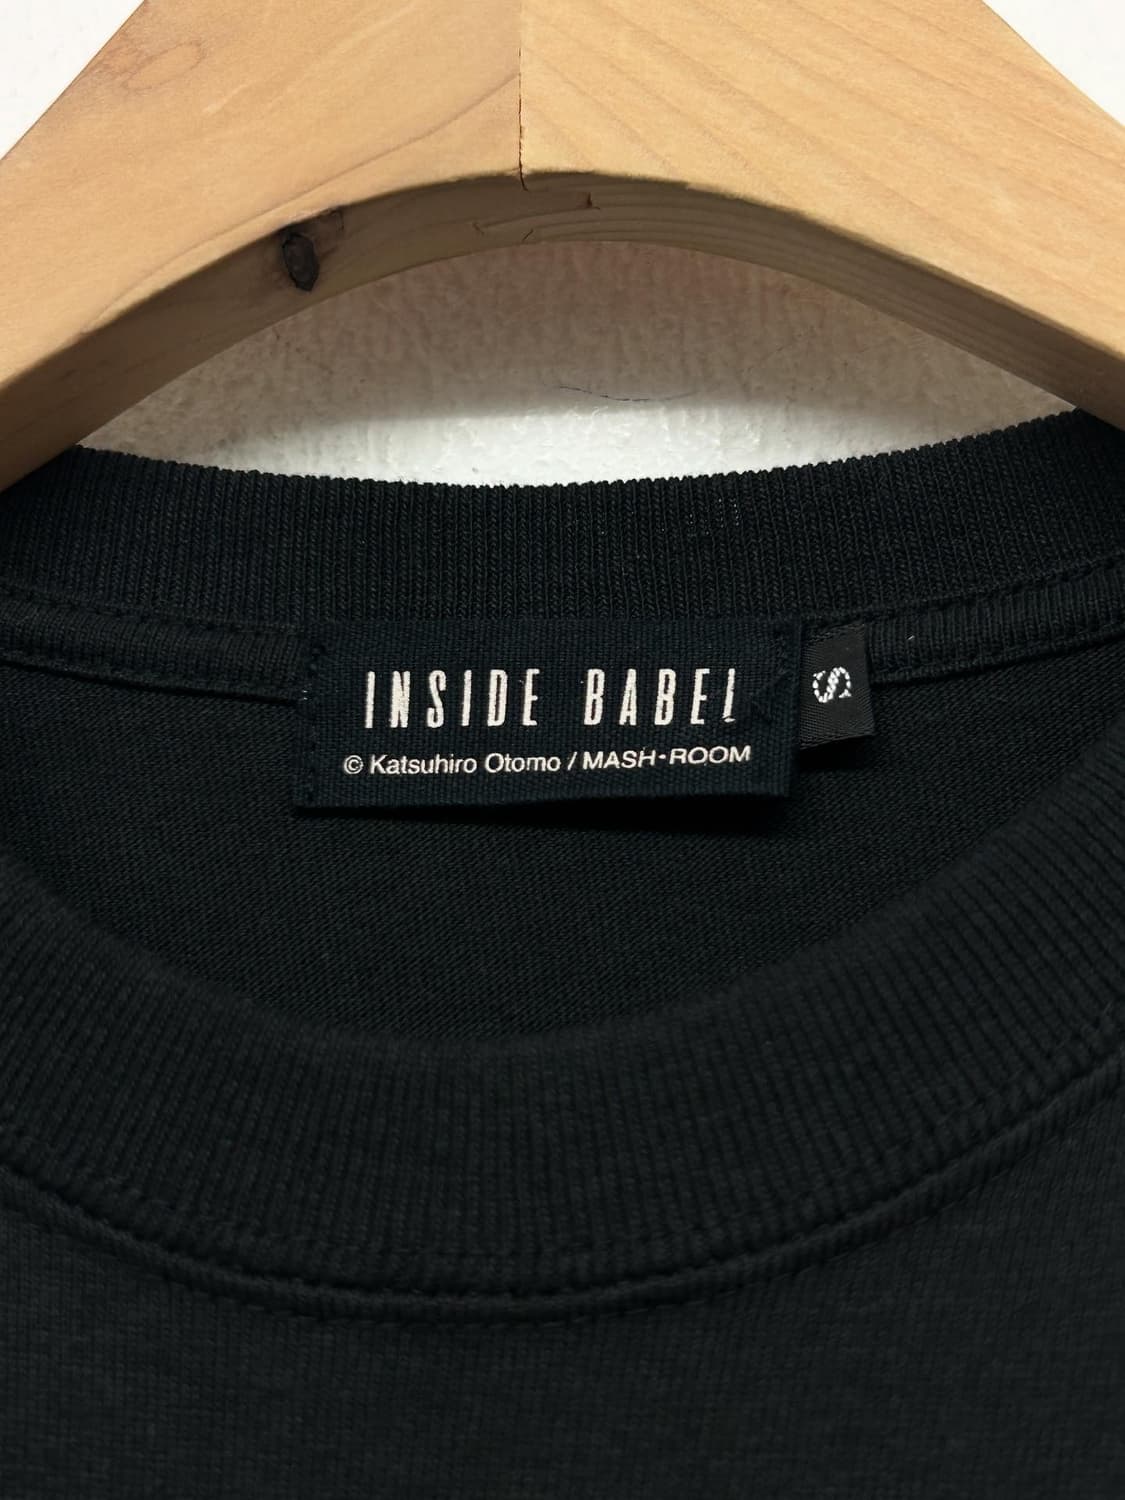 INSIDE BABEL
© Katsuhiro Otomo / MASH·ROOM
S